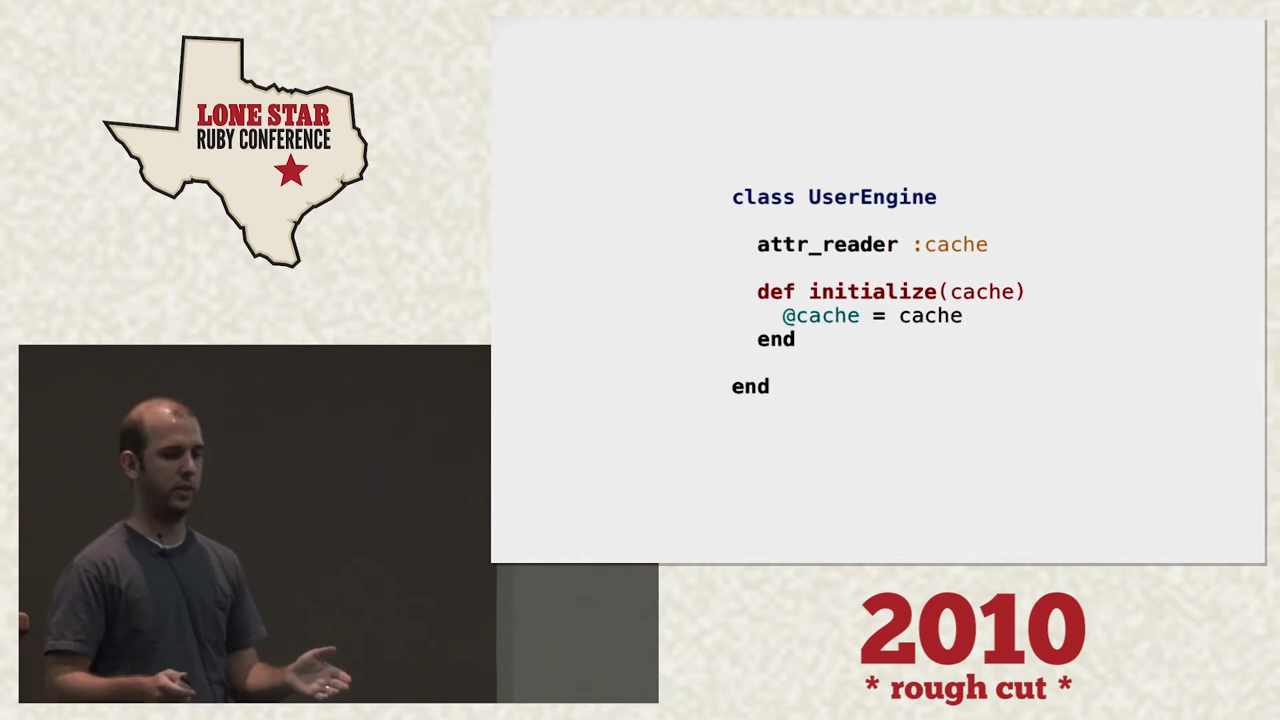 LONE STAR
RUBY CONFERENCE
class UserEngine
attr_reader :cache
def initialize(cache)
@cache = cache
end
end
2010
* rough cut *